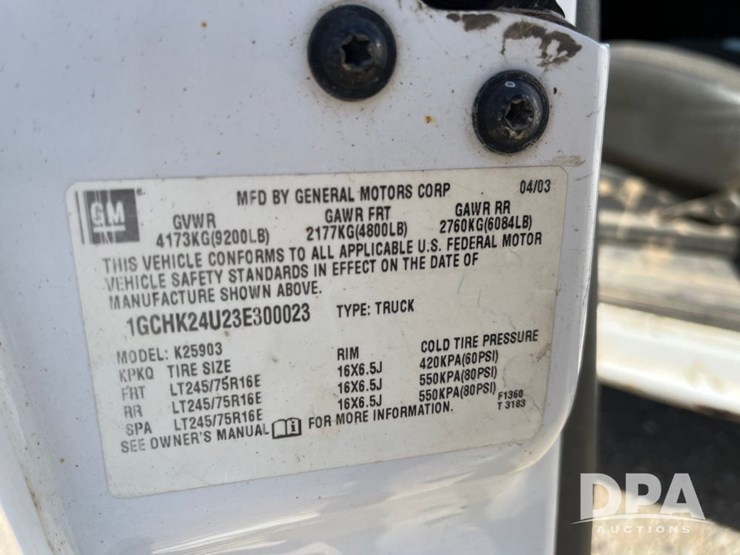 GM
MFD BY GENERAL MOTORS CORP 04/03
GVWR GAWR FRT GAWR RR
4173KG(9200LB) 2177KG(4800LB) 2760KG(6084LB)
THIS VEHICLE CONFORMS TO ALL APPLICABLE U.S. FEDERAL MOTOR
VEHICLE SAFETY STANDARDS IN EFFECT ON THE DATE OF
MANUFACTURE SHOWN ABOVE.
1GCHK24U23E300023 TYPE: TRUCK
MODEL: K25903
KPKQ TIRE SIZE RIM COLD TIRE PRESSURE
FRT LT245/75R16E 16X6.5J 420KPA(60PSI)
RR LT245/75R16E 16X6.5J 550KPA(80PSI)
SPA LT245/75R16E 16X6.5J 550KPA(80PSI)
SEE OWNER'S MANUAL i FOR MORE INFORMATION.
F1360
T 3183
DPA
AUCTIONS